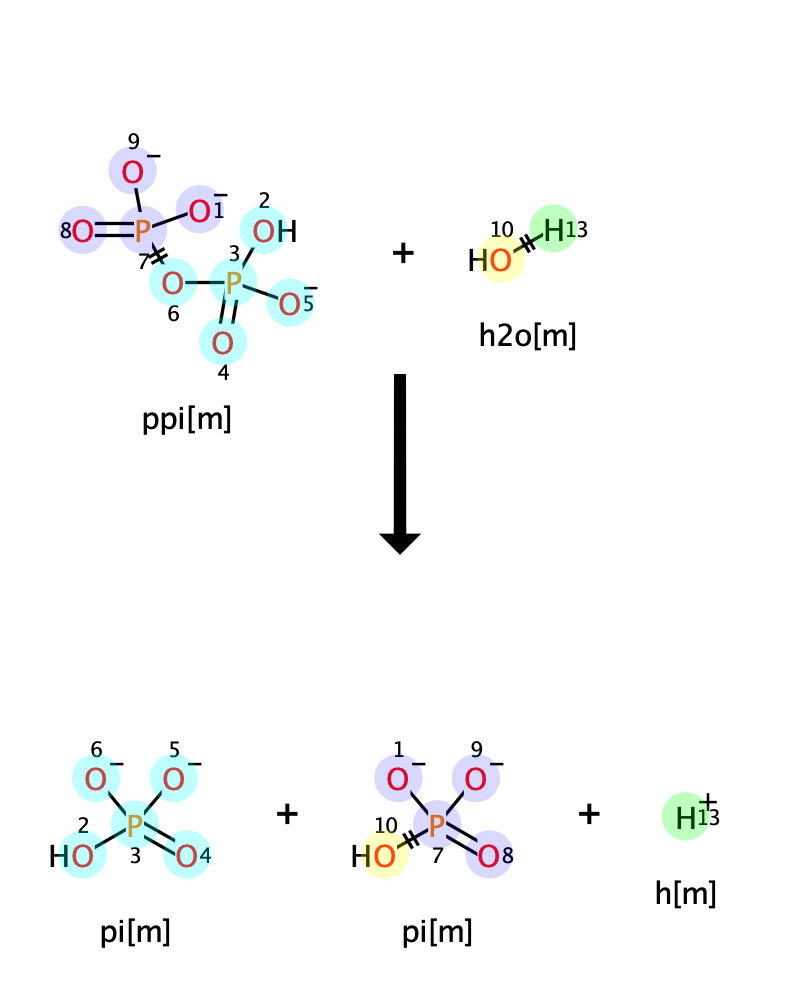 9
O−
8O P O1−
7 2
3 OH
O P
6 O5−
O
4
ppi[m]
+
10
HO H13
h2o[m]
6 5
O− O−
2 P
HO 3 O4
pi[m]
+
1 9
O− O−
10 P
HO 7 O8
pi[m]
+
H13+
h[m]